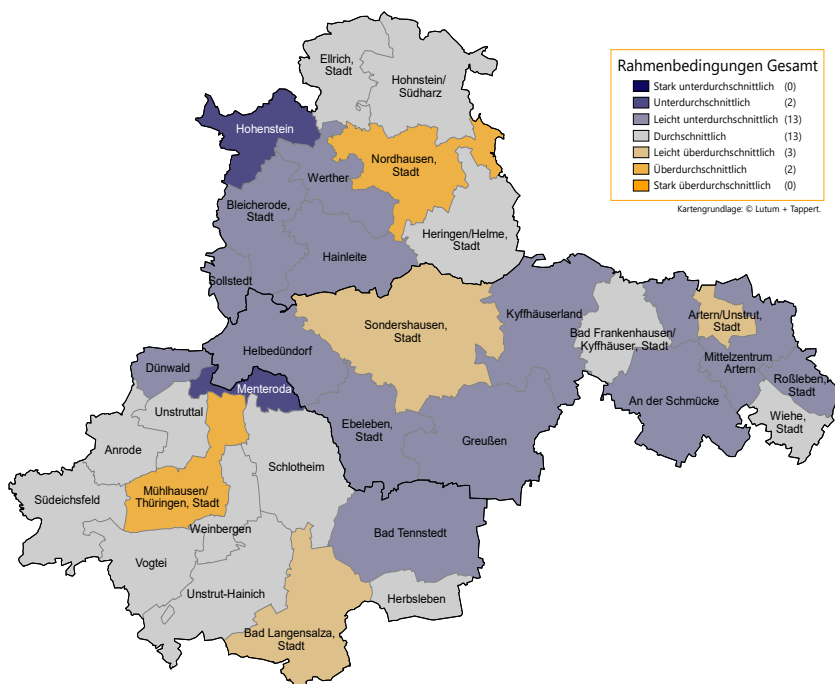 Rahmenbedingungen Gesamt
Stark unterdurchschnittlich (0)
Unterdurchschnittlich (2)
Leicht unterdurchschnittlich (13)
Durchschnittlich (13)
Leicht überdurchschnittlich (3)
Überdurchschnittlich (2)
Stark überdurchschnittlich (0)
Kartengrundlage: © Lutum + Tappert.
Ellrich,
Stadt
Hohnstein/
Südharz
Hohenstein
Nordhausen,
Stadt
Werther
Bleicherode,
Stadt
Heringen/Helme,
Stadt
Hainleite
Sollstedt
Kyffhäuserland
Sondershausen,
Stadt
Bad Frankenhausen/
Kyffhäuser, Stadt
Artern/Unstrut,
Stadt
Helbedündorf
Mittelzentrum
Artern
Roßleben,
Stadt
Dünwald
Menteroda
An der Schmücke
Wiehe,
Stadt
Unstruttal
Ebeleben,
Stadt
Greußen
Anrode
Schlotheim
Südeichsfeld
Mühlhausen/
Thüringen, Stadt
Weinbergen
Bad Tennstedt
Vogtei
Unstrut-Hainich
Herbsleben
Bad Langensalza,
Stadt